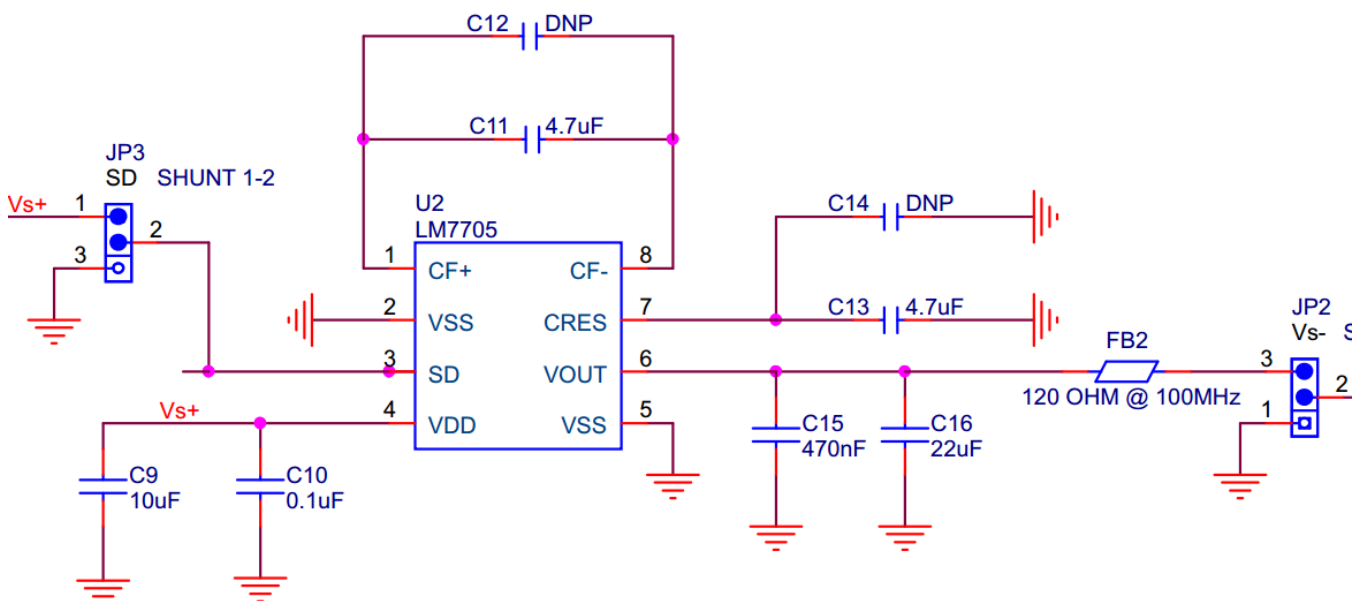 C12 DNP
C11 4.7uF
JP3
SD SHUNT 1-2
Vs+ 1
2
3
U2
LM7705
1 CF+ CF- 8
2 VSS CRES 7
3 SD VOUT 6
4 VDD VSS 5
Vs+
C9
10uF
C10
0.1uF
C14 DNP
C13 4.7uF
C15
470nF
C16
22uF
FB2
120 OHM @ 100MHz
JP2
Vs- S
3
2
1